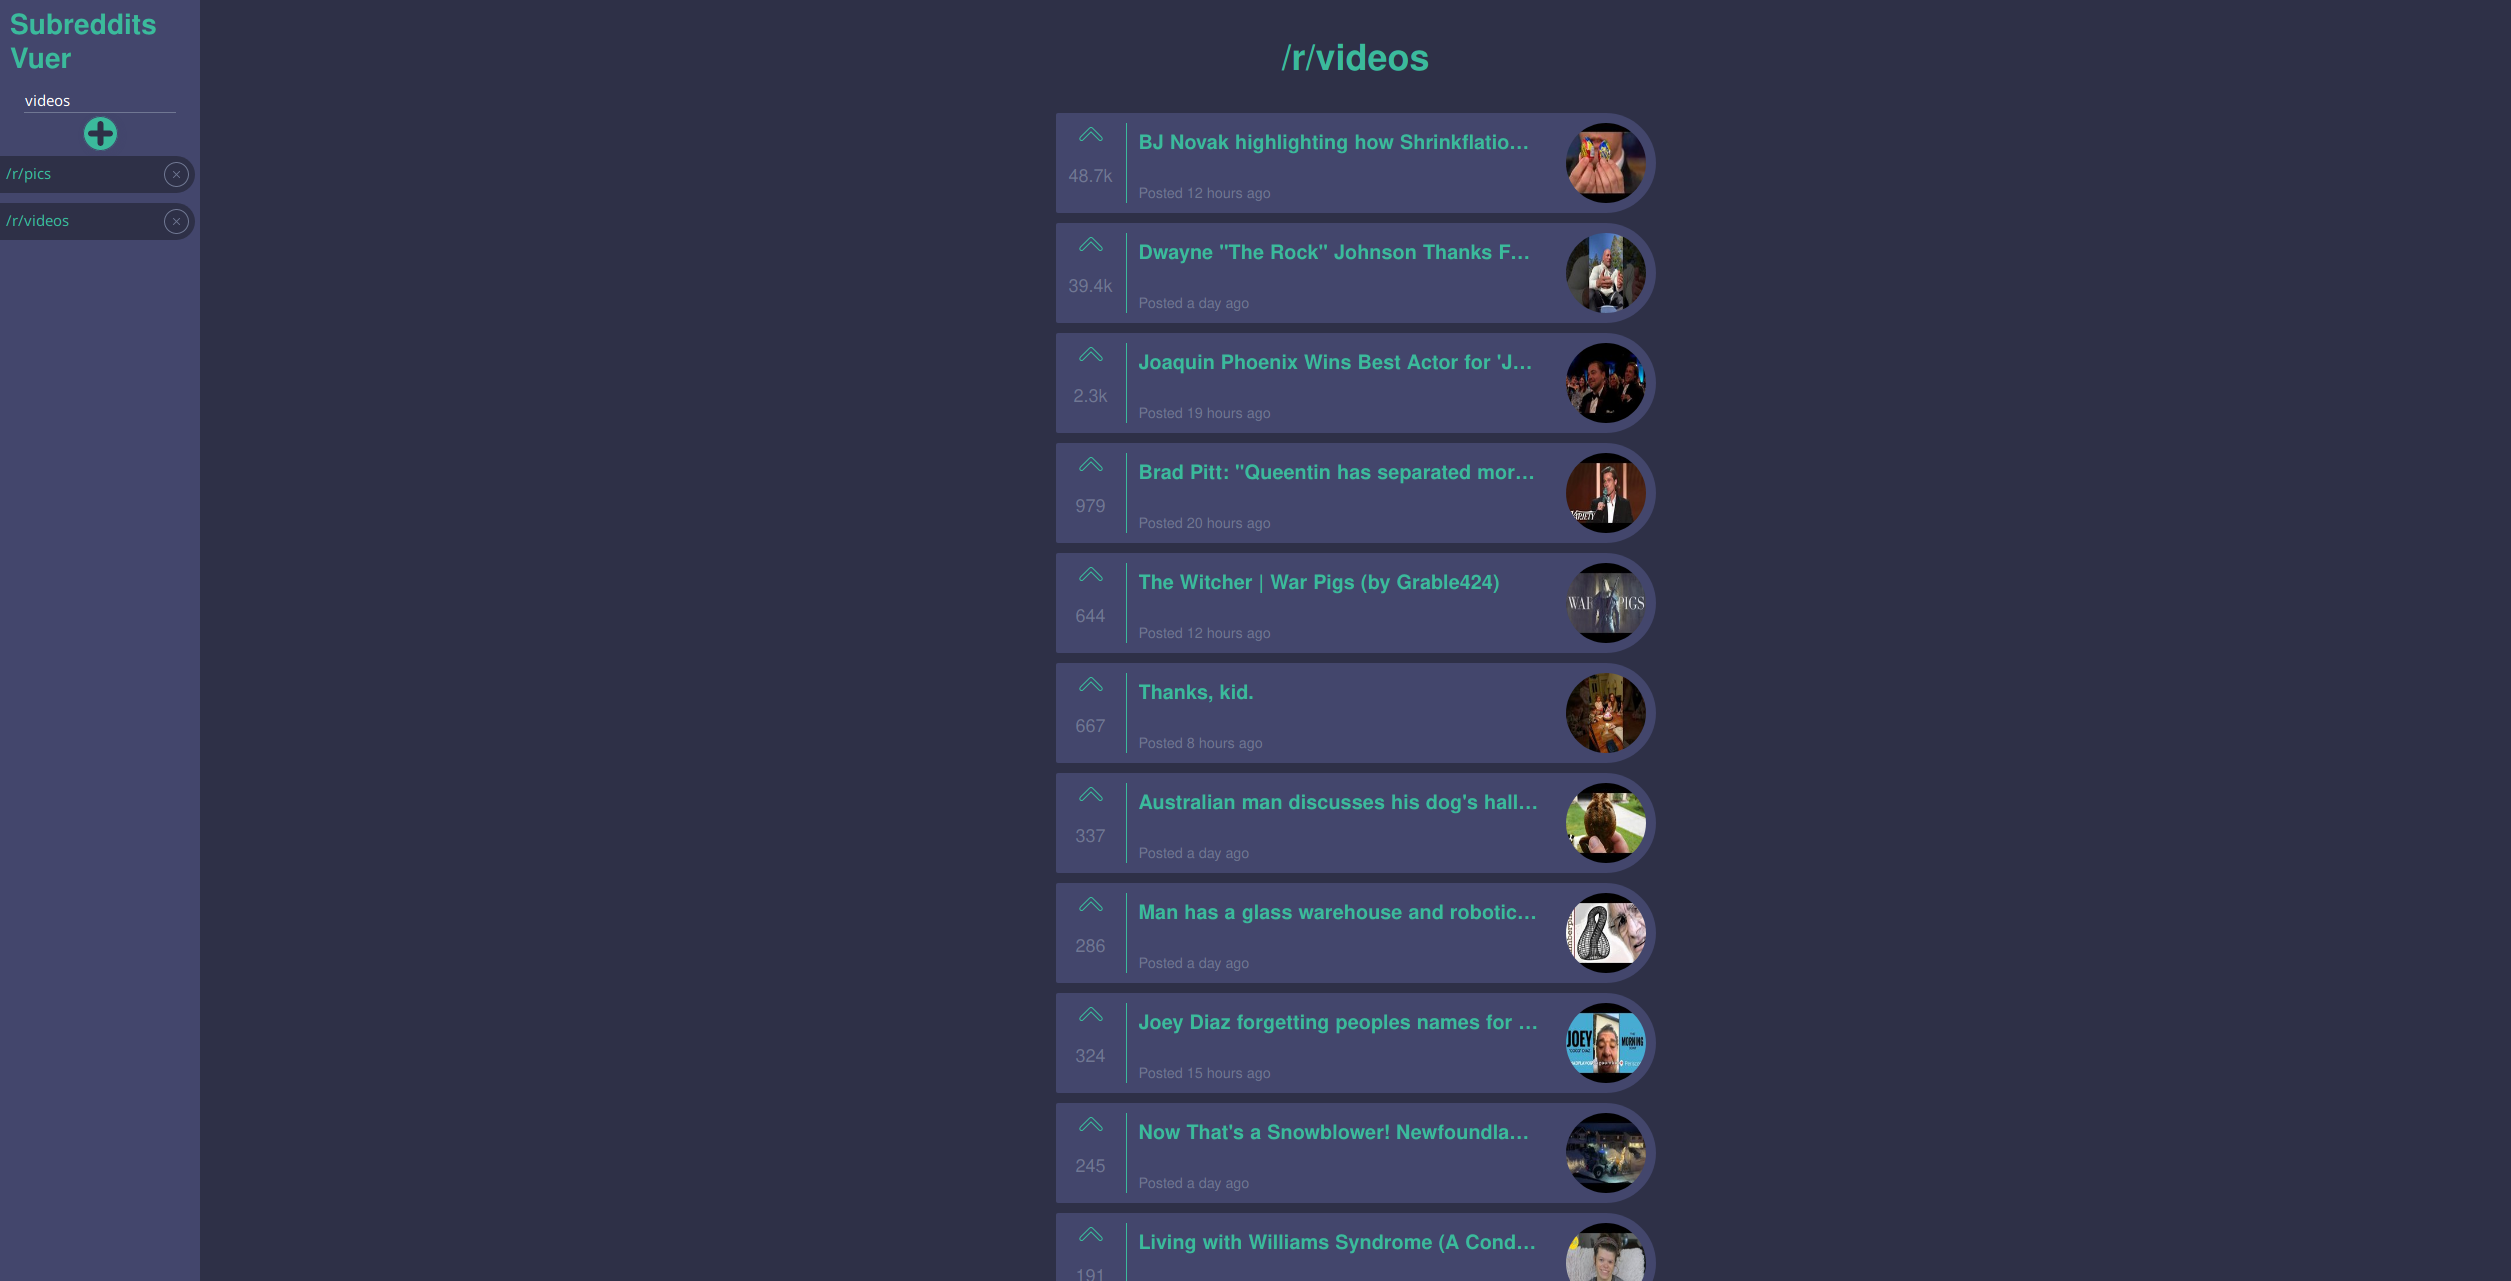 Subreddits
Vuer
videos
/r/pics
/r/videos
/r/videos
48.7k
BJ Novak highlighting how Shrinkflatio...
Posted 12 hours ago
39.4k
Dwayne "The Rock" Johnson Thanks F...
Posted a day ago
2.3k
Joaquin Phoenix Wins Best Actor for 'J...
Posted 19 hours ago
979
Brad Pitt: "Queentin has separated mor...
Posted 20 hours ago
VARIETY
644
The Witcher | War Pigs (by Grable424)
Posted 12 hours ago
WAR PIGS
667
Thanks, kid.
Posted 8 hours ago
337
Australian man discusses his dog's hall...
Posted a day ago
286
Man has a glass warehouse and robotic...
Posted a day ago
324
Joey Diaz forgetting peoples names for ...
Posted 15 hours ago
JOEY
MORNING
245
Now That's a Snowblower! Newfoundla...
Posted a day ago
191
Living with Williams Syndrome (A Cond...